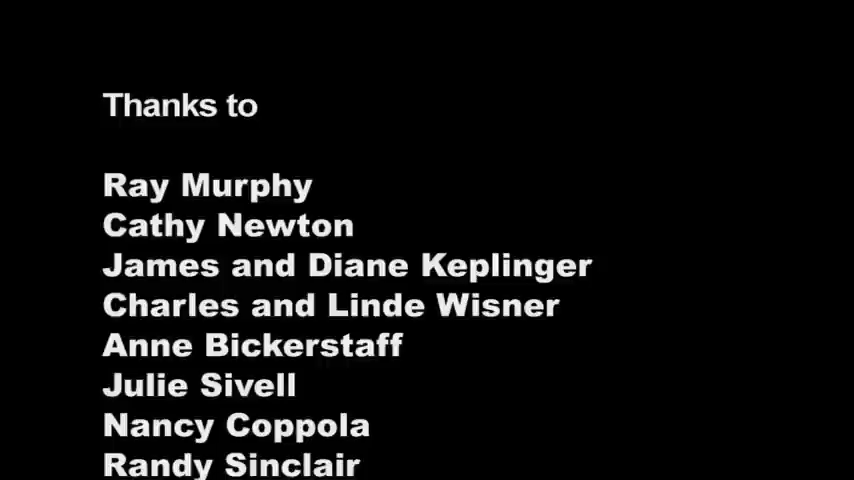 Thanks to
Ray Murphy
Cathy Newton
James and Diane Keplinger
Charles and Linde Wisner
Anne Bickerstaff
Julie Sivell
Nancy Coppola
Randy Sinclair